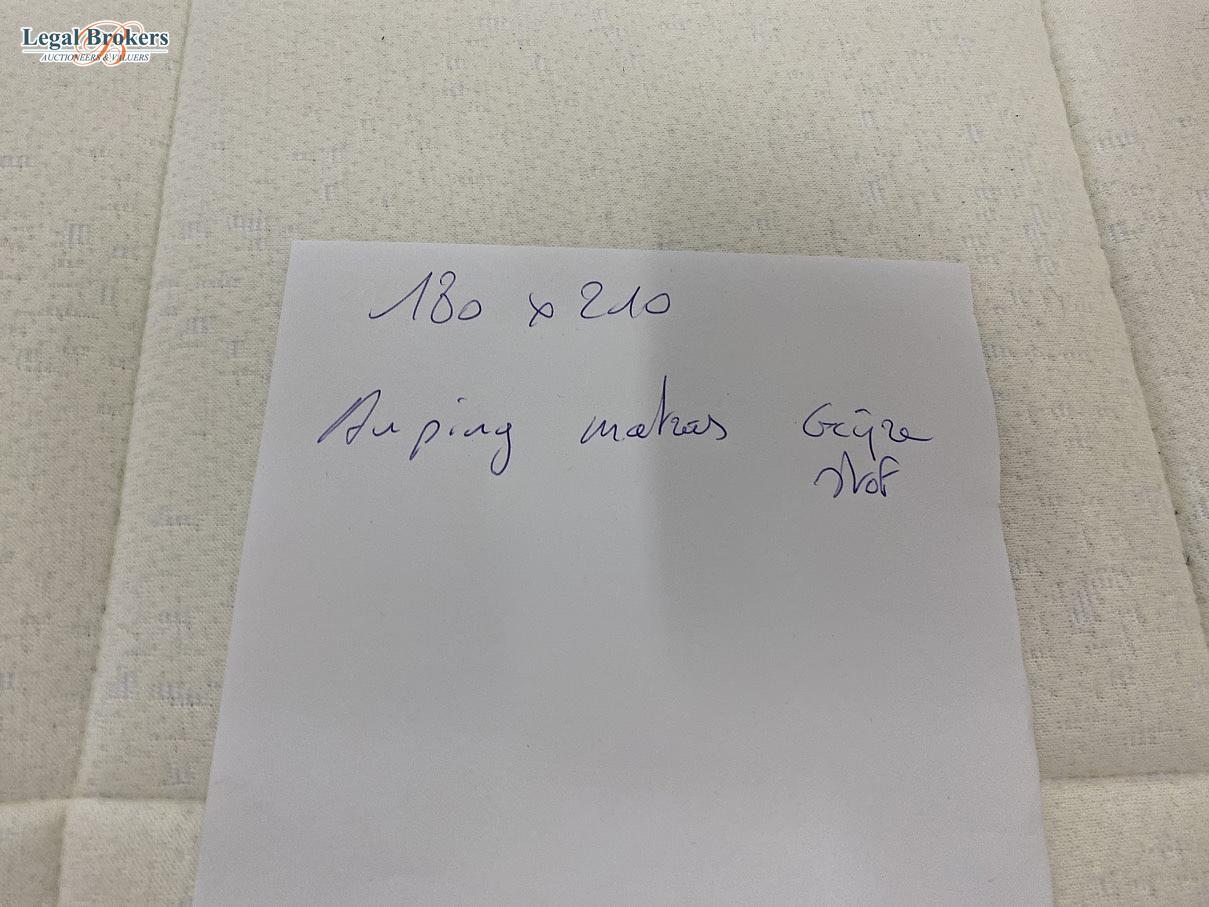 Legal Brokers
AUCTIONEERS & VALUERS
180 x 210
Auping matras Grijze
stof